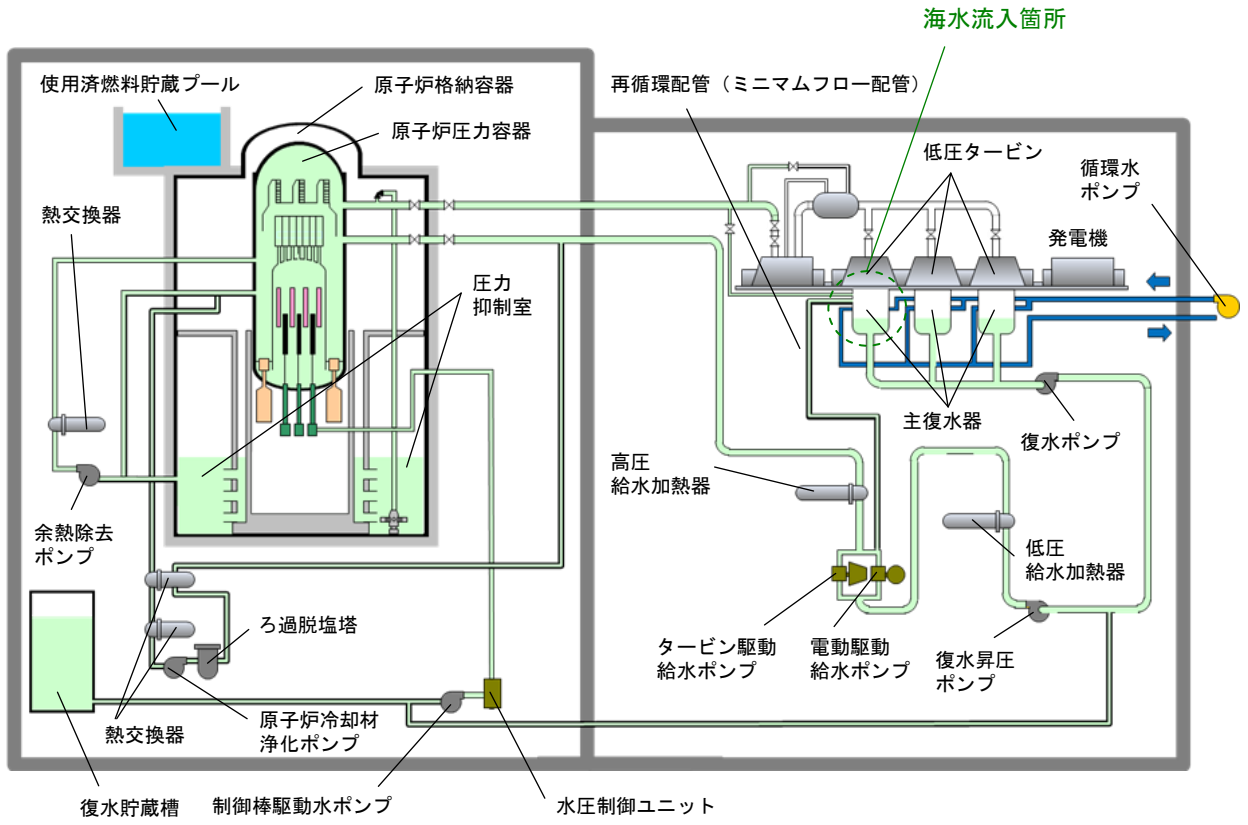 海水流入箇所
使用済燃料貯蔵プール
原子炉格納容器
再循環配管（ミニマムフロー配管）
原子炉圧力容器
低圧タービン
循環水
ポンプ
熱交換器
発電機
圧力
抑制室
主復水器
復水ポンプ
高圧
給水加熱器
余熱除去
ポンプ
低圧
給水加熱器
ろ過脱塩塔
タービン駆動
給水ポンプ
電動駆動
給水ポンプ
復水昇圧
ポンプ
熱交換器
原子炉冷却材
浄化ポンプ
復水貯蔵槽
制御棒駆動水ポンプ
水圧制御ユニット